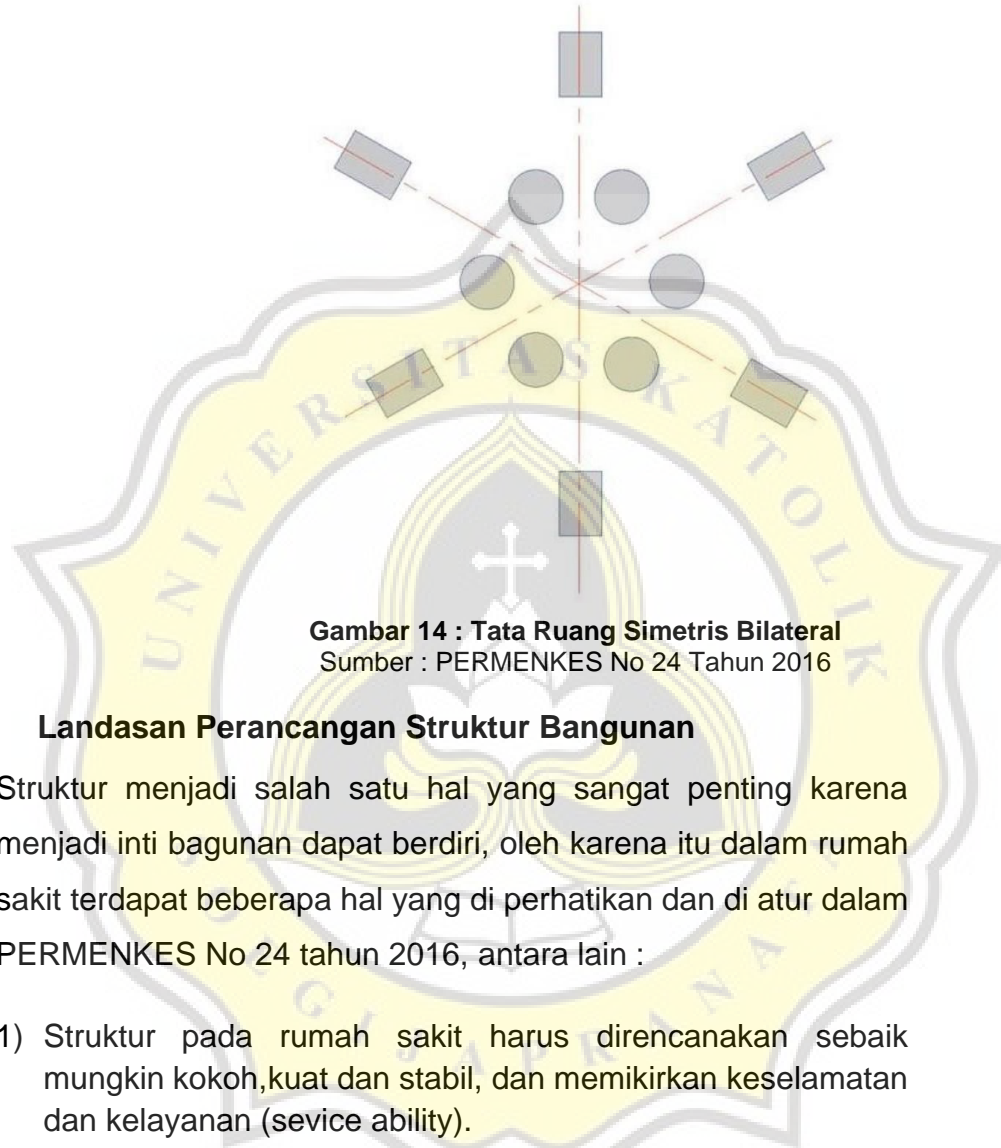 Gambar 14 : Tata Ruang Simetris Bilateral
Sumber : PERMENKES No 24 Tahun 2016
Landasan Perancangan Struktur Bangunan
Struktur menjadi salah satu hal yang sangat penting karena
menjadi inti bagunan dapat berdiri, oleh karena itu dalam rumah
sakit terdapat beberapa hal yang di perhatikan dan di atur dalam
PERMENKES No 24 tahun 2016, antara lain :
1) Struktur pada rumah sakit harus direncanakan sebaik
mungkin kokoh,kuat dan stabil, dan memikirkan keselamatan
dan kelayanan (sevice ability).
UNIVERSITAS KATOLIK
SOEGIJAPRANATA